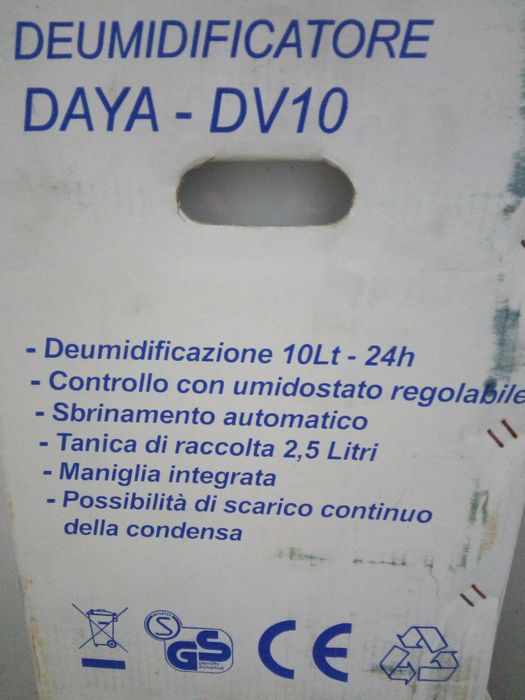 DEUMIDIFICATORE
DAYA - DV10
- Deumidificazione 10Lt - 24h
- Controllo con umidostato regolabile
- Sbrinamento automatico
- Tanica di raccolta 2,5 Litri
- Maniglia integrata
- Possibilità di scarico continuo
della condensa
S
GS
CE